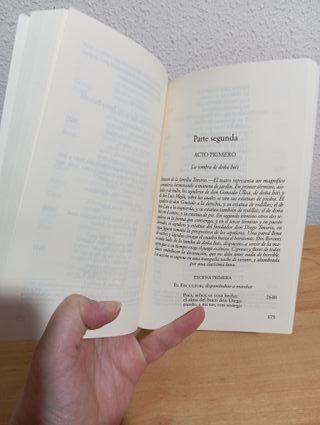 Parte segunda
ACTO PRIMERO
La sombra de doña Inés
Panteón de la familia Tenorio.—El teatro representa un magnífico
cementerio, hermoseado a manera de jardín. En primer término, ais-
lados y de bulto, los sepulcros de don Gonzalo Ulloa, de doña Inés
y de don Luis Mejía, sobre los cuales se ven sus estatuas de piedra. El
sepulcro de don Gonzalo a la derecha, y su estatua de rodillas; el de don
Luis a la izquierda, y su estatua también de rodillas; el de doña
Inés en el centro, y su estatua de pie. En segundo término otros dos se-
pulcros en la forma que convenga; y en tercer término y en puesto
elevado, el sepulcro y estatua del fundador don Diego Tenorio, en
cuya figura remata la perspectiva de los sepulcros. Una pared llena
de nichos y lápidas circuye el cuadro hasta el horizonte. Dos florones
a cada lado de la tumba de doña Inés, dispuestos a servir de la ma-
nera que a su tiempo exige el juego escénico. Cipreses y flores de todas
clases embellecen la decoración, que no debe tener nada de horrible.
La acción se supone en una tranquila noche de verano, y alumbrada
por una clarísima luna.
ESCENA PRIMERA
EL ESCULTOR, disponiéndose a marchar
Pues, señor, es cosa hecha: 2640
el alma del buen don Diego
puede, a mi ver, con sosiego
175